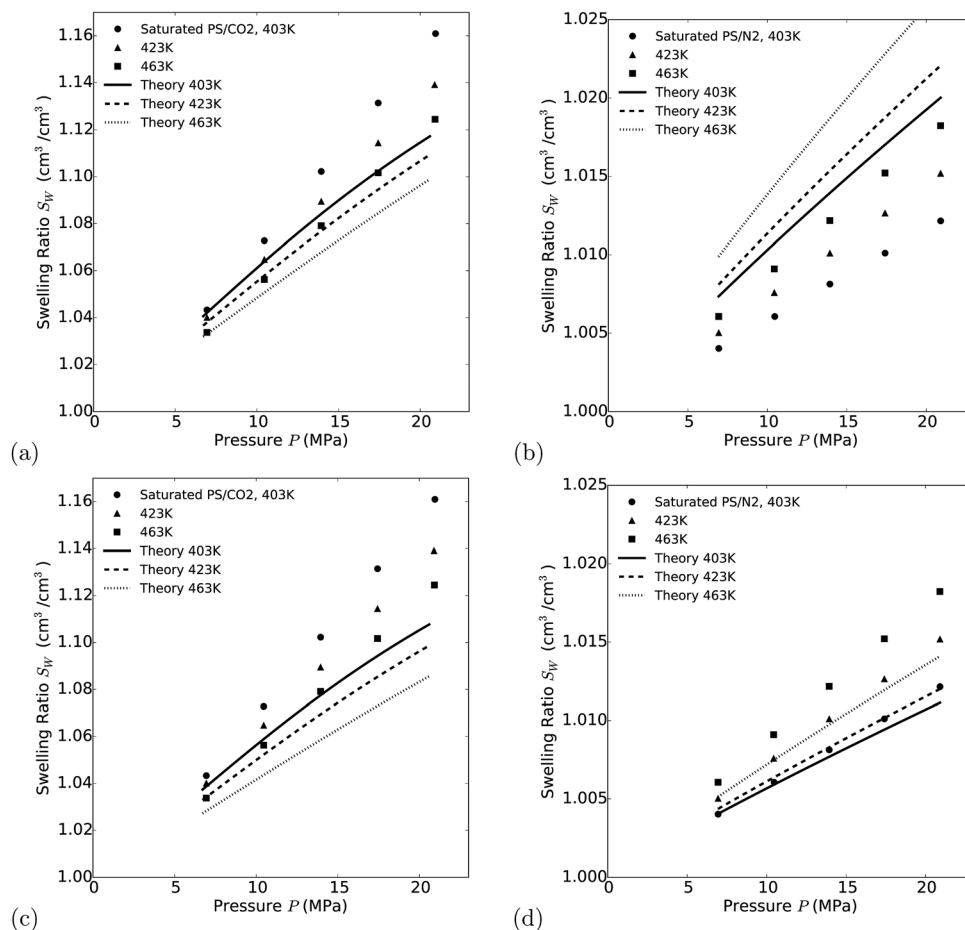 Saturated PS/CO2, 403K
423K
463K
Theory 403K
Theory 423K
Theory 463K
1.16
1.14
1.12
1.10
1.08
1.06
1.04
1.02
1.00
Swelling Ratio S_W (cm³/cm³)
0 5 10 15 20
Pressure P (MPa)
(a)
Saturated PS/N2, 403K
423K
463K
Theory 403K
Theory 423K
Theory 463K
1.025
1.020
1.015
1.010
1.005
1.000
Swelling Ratio S_W (cm³/cm³)
0 5 10 15 20
Pressure P (MPa)
(b)
Saturated PS/CO2, 403K
423K
463K
Theory 403K
Theory 423K
Theory 463K
1.16
1.14
1.12
1.10
1.08
1.06
1.04
1.02
1.00
Swelling Ratio S_W (cm³/cm³)
0 5 10 15 20
Pressure P (MPa)
(c)
Saturated PS/N2, 403K
423K
463K
Theory 403K
Theory 423K
Theory 463K
1.025
1.020
1.015
1.010
1.005
1.000
Swelling Ratio S_W (cm³/cm³)
0 5 10 15 20
Pressure P (MPa)
(d)